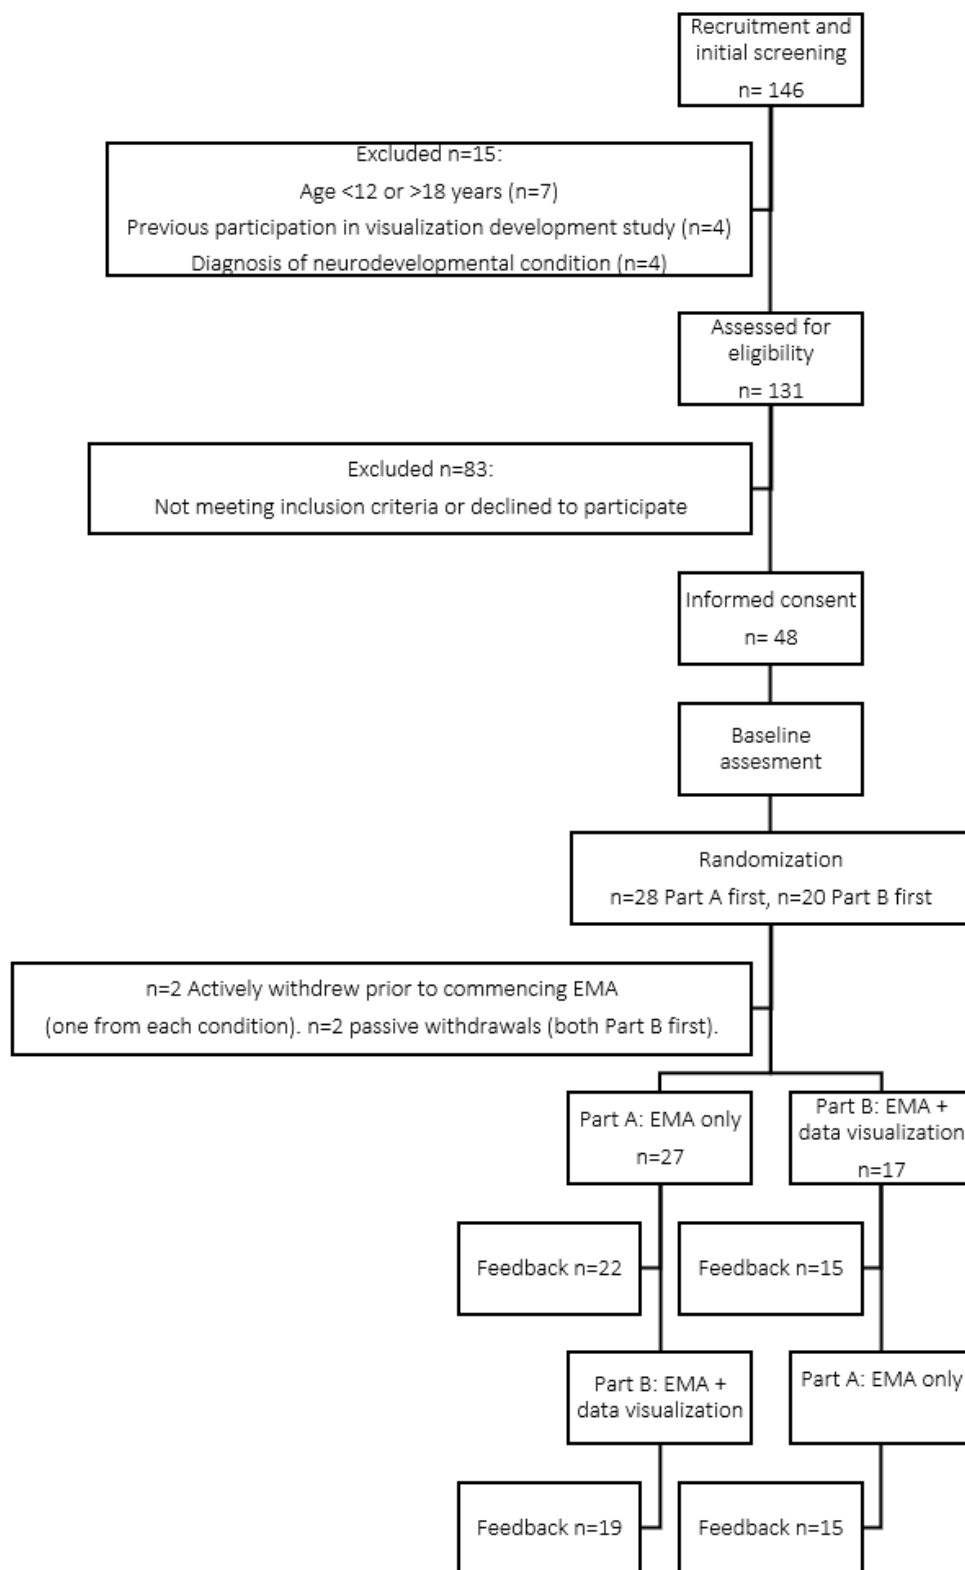 Recruitment and
initial screening
n= 146
Excluded n=15:
Age <12 or >18 years (n=7)
Previous participation in visualization development study (n=4)
Diagnosis of neurodevelopmental condition (n=4)
Assessed for
eligibility
n= 131
Excluded n=83:
Not meeting inclusion criteria or declined to participate
Informed consent
n= 48
Baseline
assesment
Randomization
n=28 Part A first, n=20 Part B first
n=2 Actively withdrew prior to commencing EMA
(one from each condition). n=2 passive withdrawals (both Part B first).
Part A: EMA only
n=27
Part B: EMA +
data visualization
n=17
Feedback n=22
Feedback n=15
Part B: EMA +
data visualization
Part A: EMA only
Feedback n=19
Feedback n=15